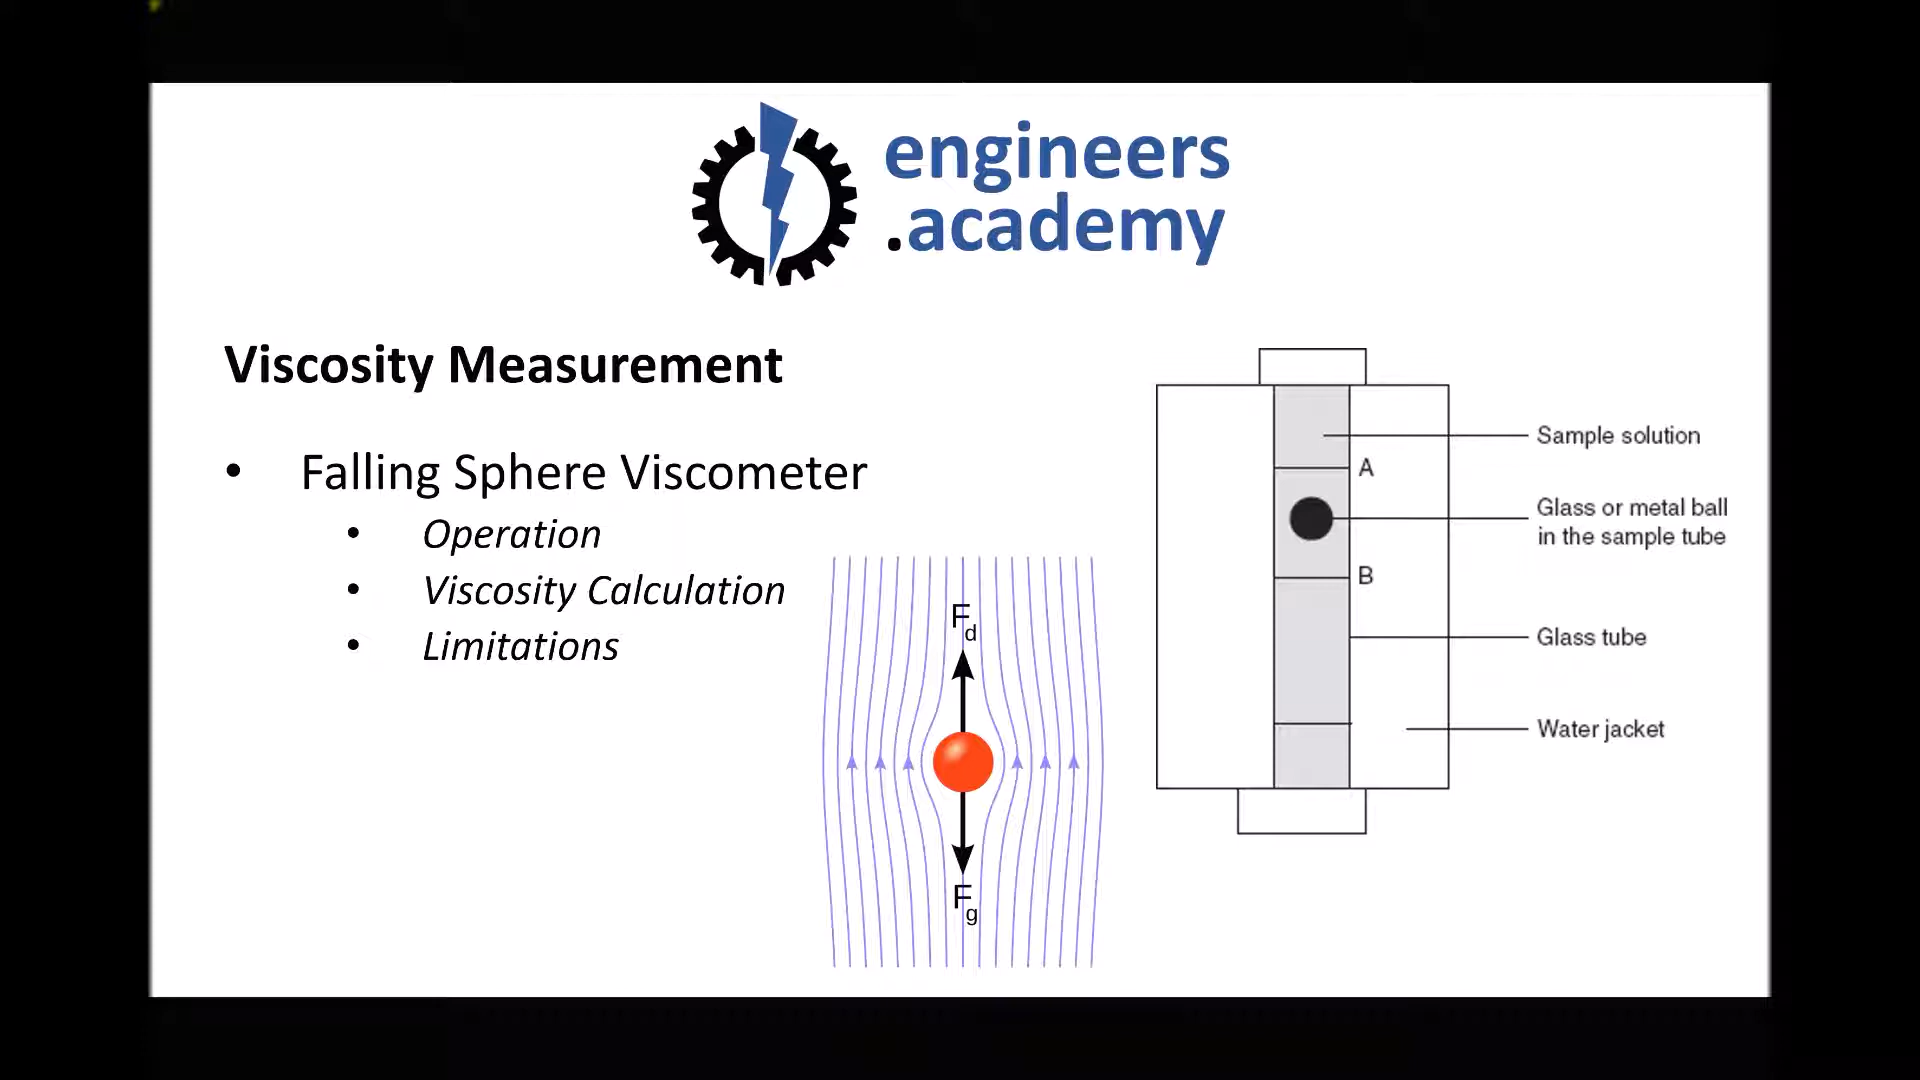 engineers
.academy
Viscosity Measurement
• Falling Sphere Viscometer
• Operation
• Viscosity Calculation
• Limitations
Fd
Fg
Sample solution
A
Glass or metal ball
in the sample tube
B
Glass tube
Water jacket